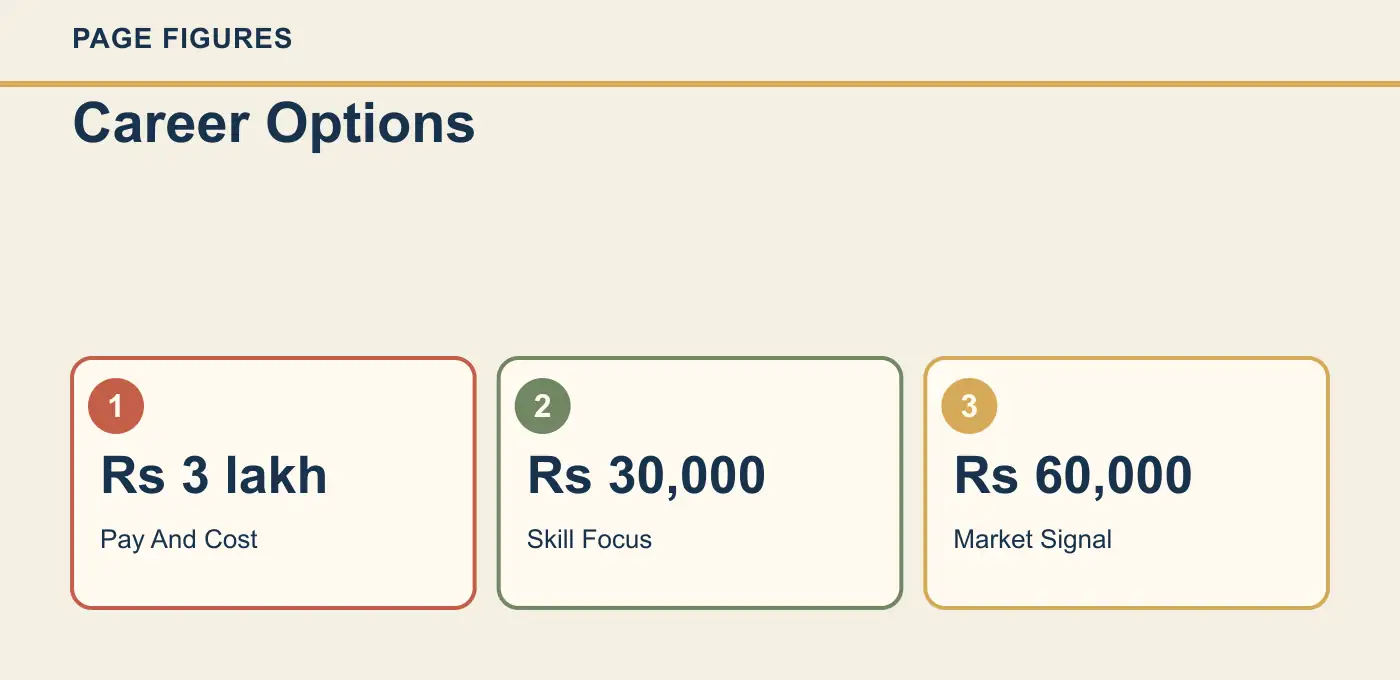 PAGE FIGURES
Career Options
1
Rs 3 lakh
Pay And Cost
2
Rs 30,000
Skill Focus
3
Rs 60,000
Market Signal